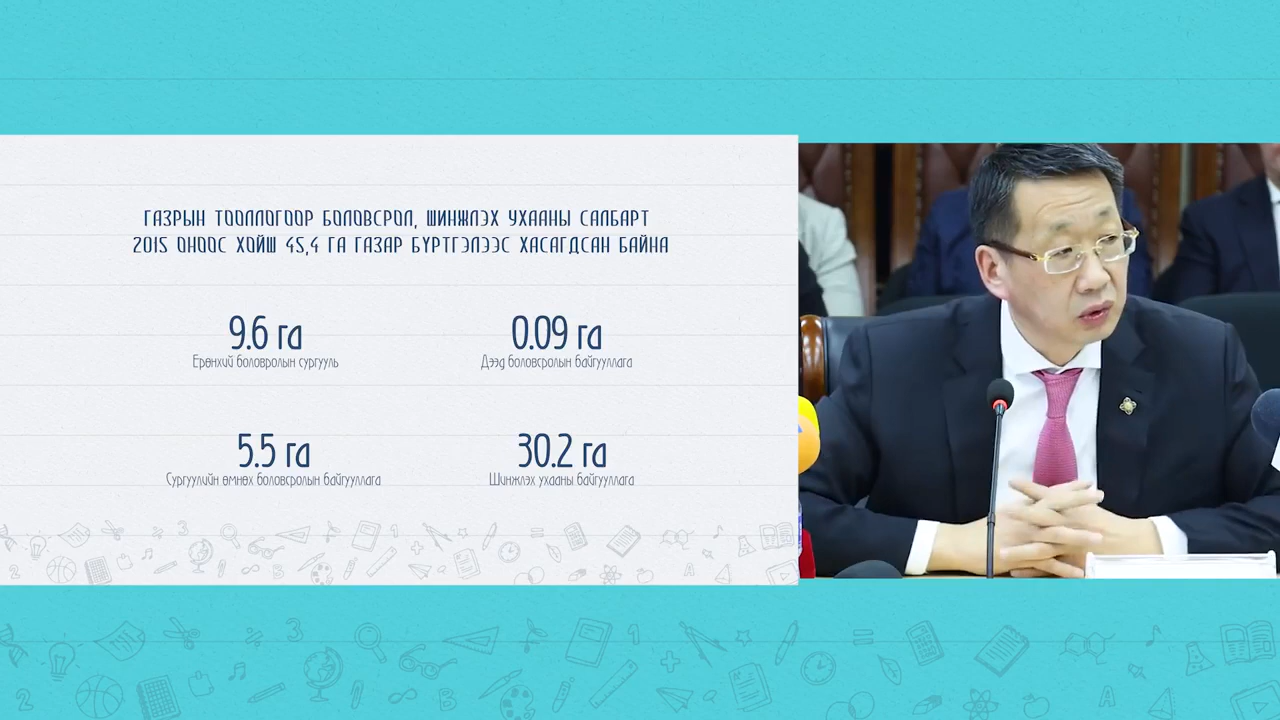 ГАЗРЫН ТООЛЛОГООР БОЛОВСРОЛ, ШИНЖЛЭХ УХААНЫ САЛБАРТ
2015 ОНООС ХОЙШ 45,4 ГА ГАЗАР БҮРТГЭЛЭЭС ХАСАГДСАН БАЙНА
9.6 га
Ерөнхий боловролын сургууль
0.09 га
Дээд боловсролын байгууллага
5.5 га
Сургуулийн өмнөх боловсролын байгууллага
30.2 га
Шинжлэх ухааны байгууллага